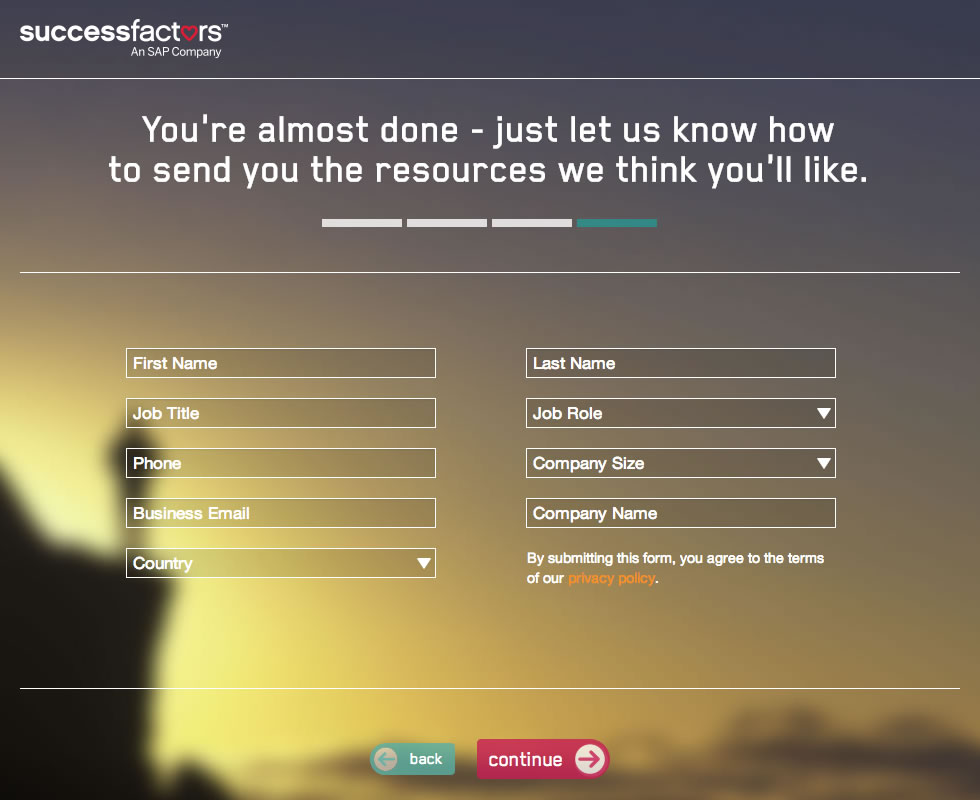 successfactors™
An SAP Company
You're almost done - just let us know how
to send you the resources we think you'll like.
First Name
Last Name
Job Title
Job Role
Phone
Company Size
Business Email
Company Name
Country
By submitting this form, you agree to the terms
of our privacy policy.
back
continue